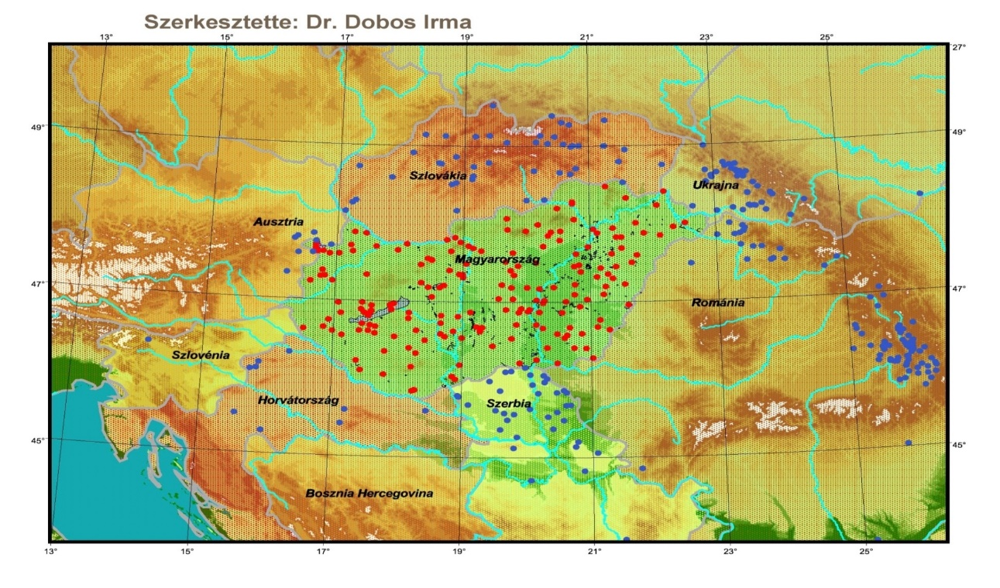 Szerkesztette: Dr. Dobos Irma
13° 15° 17° 19° 21° 23° 25°
27°
49° 49°
Szlovákia
Ukrajna
Ausztria
Magyarország
47° 47°
Románia
Szlovénia
Horvátország
Szerbia
45° 45°
Bosznia Hercegovina
13° 15° 17° 19° 21° 23° 25°